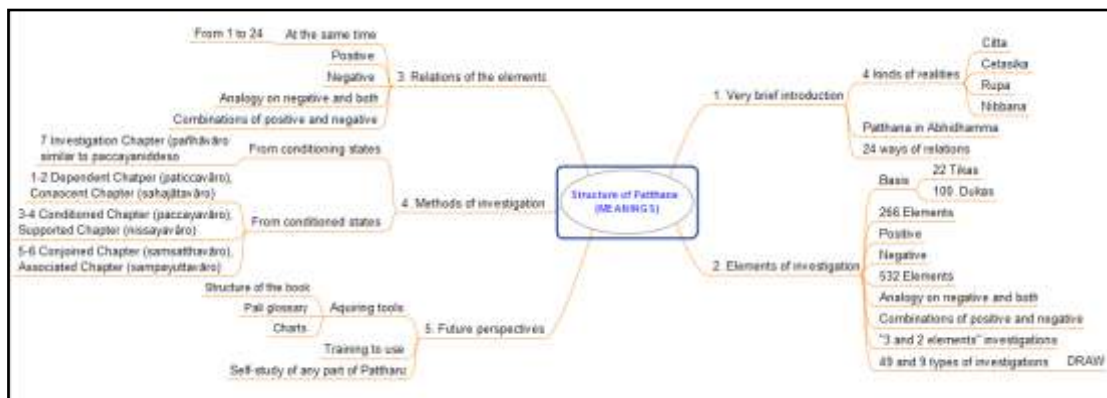 Structure of Patthana
(MEANINGS)
1. Very brief introduction
4 kinds of realities
Citta
Cetasika
Rupa
Nibbana
Patthana in Abhidhamma
24 ways of relations
2. Elements of investigation
Basis
22 Tikas
100 Dukas
266 Elements
Positive
Negative
532 Elements
Analogy on negative and both
Combinations of positive and negative
"3 and 2 elements" investigations
49 and 9 types of investigations
DRAW
3. Relations of the elements
At the same time
From 1 to 24
Positive
Negative
Analogy on negative and both
Combinations of positive and negative
4. Methods of investigation
From conditioning states
7 Investigation Chapter (pañhāvāro
similar to paccayaniddeso
From conditioned states
1-2 Dependent Chatper (paticcavāro),
Conascent Chapter (sahajātavāro)
3-4 Conditioned Chapter (paccayavāro),
Supported Chapter (nissayavāro)
5-6 Conjoined Chapter (samsatthavāro),
Associated Chapter (sampayuttavāro)
5. Future perspectives
Aquiring tools
Structure of the book
Pali glossary
Charts
Training to use
Self-study of any part of Patthana